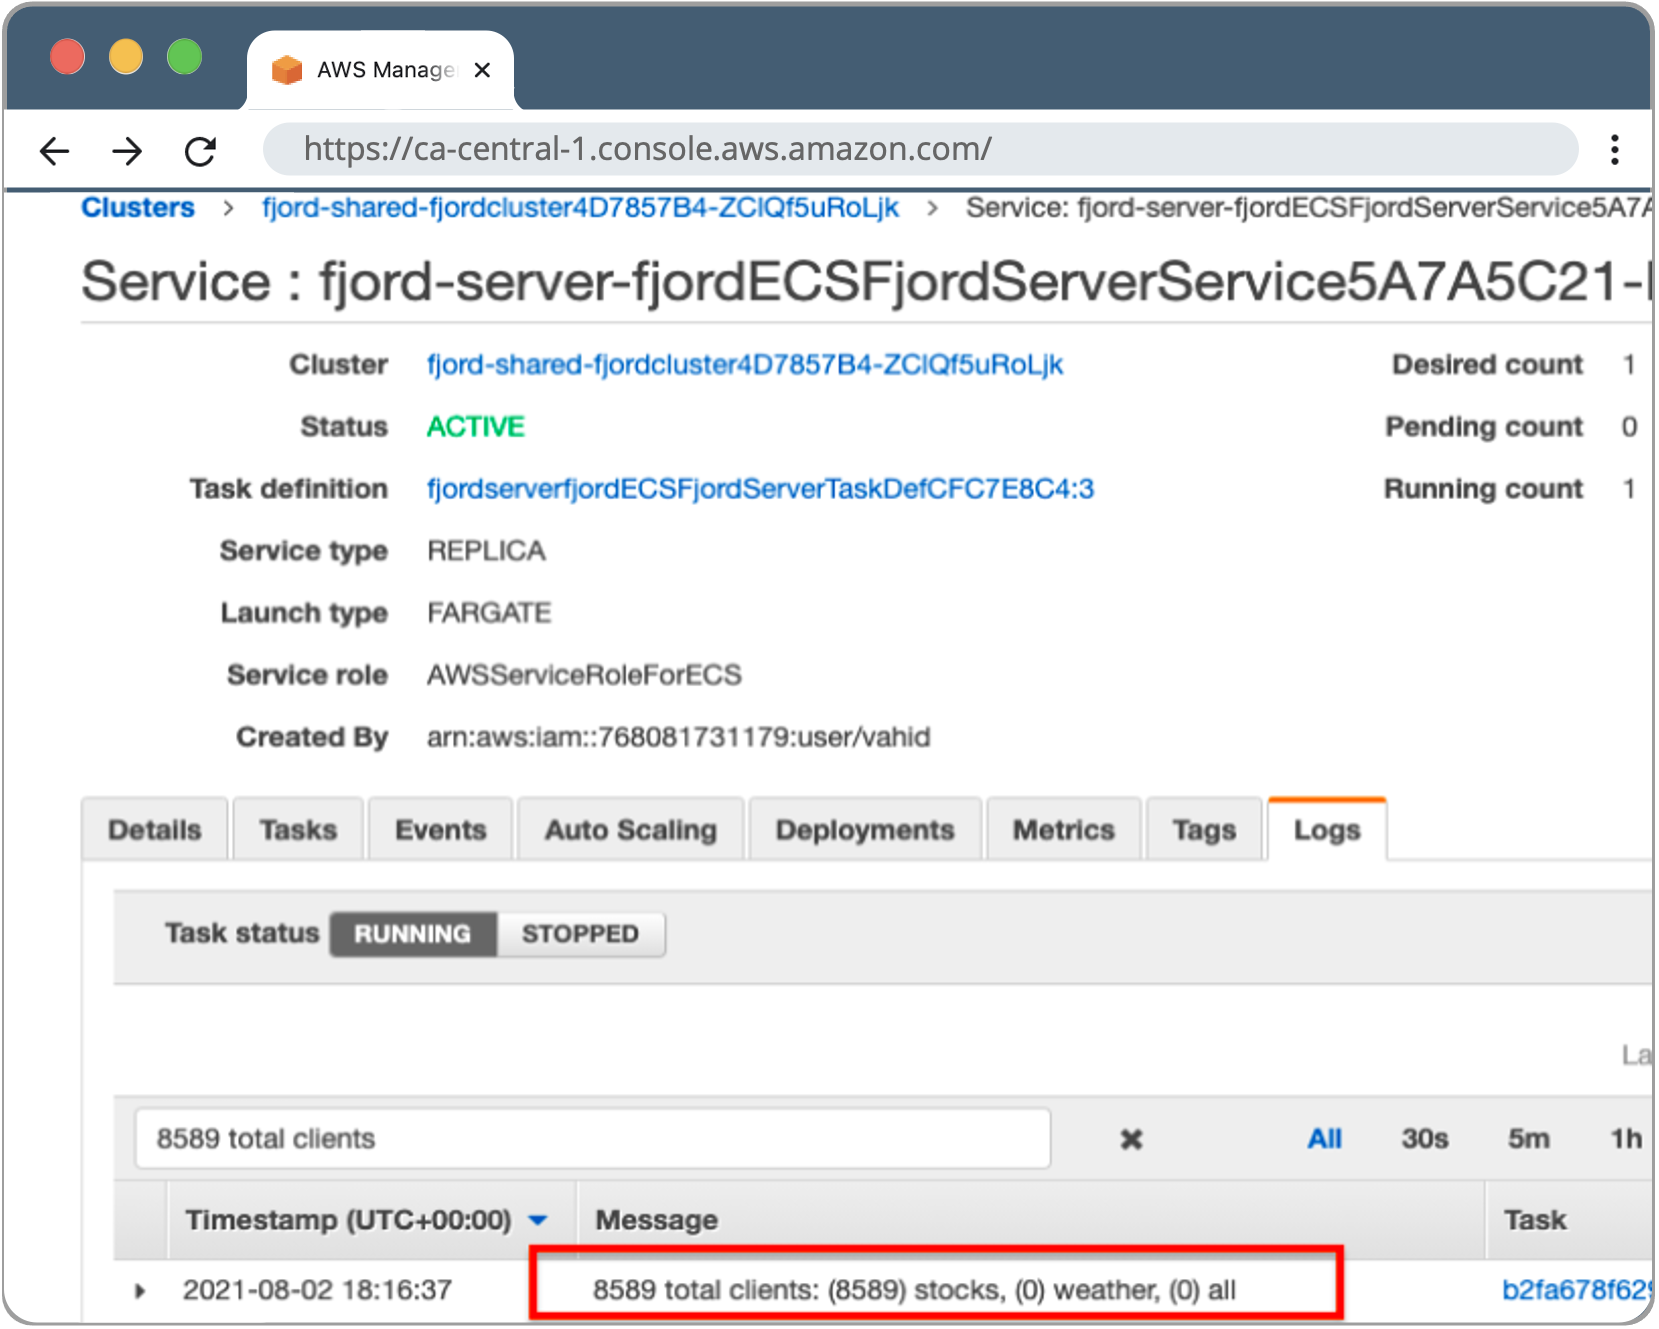 AWS Manage
https://ca-central-1.console.aws.amazon.com/
Clusters > fjord-shared-fjordcluster4D7857B4-ZClQf5uRoLjk > Service: fjord-server-fjordECSFjordServerService5A7A
Service : fjord-server-fjordECSFjordServerService5A7A5C21-
Cluster fjord-shared-fjordcluster4D7857B4-ZClQf5uRoLjk Desired count 1
Status ACTIVE Pending count 0
Task definition fjordserverfjordECSFjordServerTaskDefCFC7E8C4:3 Running count 1
Service type REPLICA
Launch type FARGATE
Service role AWSServiceRoleForECS
Created By arn:aws:iam::768081731179:user/vahid
Details Tasks Events Auto Scaling Deployments Metrics Tags Logs
Task status RUNNING STOPPED
La
8589 total clients All 30s 5m 1h
Timestamp (UTC+00:00) Message Task
2021-08-02 18:16:37 8589 total clients: (8589) stocks, (0) weather, (0) all b2fa678f629